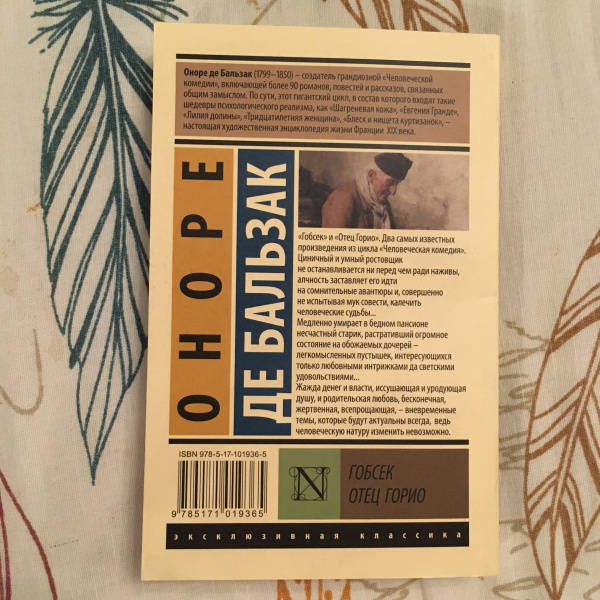 Оноре де Бальзак (1799–1850) – создатель грандиозной «Человеческой
комедии», включающей более 90 романов, повестей и рассказов, связанных
общим замыслом. По сути, этот гигантский цикл, в состав которого входят такие
шедевры психологического реализма, как «Шагреневая кожа», «Евгения Гранде»,
«Лилия долины», «Тридцатилетняя женщина», «Блеск и нищета куртизанок», –
настоящая художественная энциклопедия жизни Франции XIX века.
ОНОРЕ
ДЕ БАЛЬЗАК
«Гобсек» и «Отец Горио». Два самых известных
произведения из цикла «Человеческая комедия».
Циничный и умный ростовщик
не останавливается ни перед чем ради наживы,
алчность заставляет его идти
на сомнительные авантюры и, совершенно
не испытывая мук совести, калечить
человеческие судьбы...
Медленно умирает в бедном пансионе
несчастный старик, растративший огромное
состояние на обожаемых дочерей –
легкомысленных пустышек, интересующихся
только любовными интрижками да светскими
удовольствиями...
Жажда денег и власти, иссушающая и уродующая
душу, и родительская любовь, бесконечная,
жертвенная, всепрощающая, – вневременные
темы, которые будут актуальны всегда, ведь
человеческую натуру изменить невозможно.
ISBN 978-5-17-101936-5
9 785171 019365
N
ГОБСЕК
ОТЕЦ ГОРИО
эксклюзивная классика